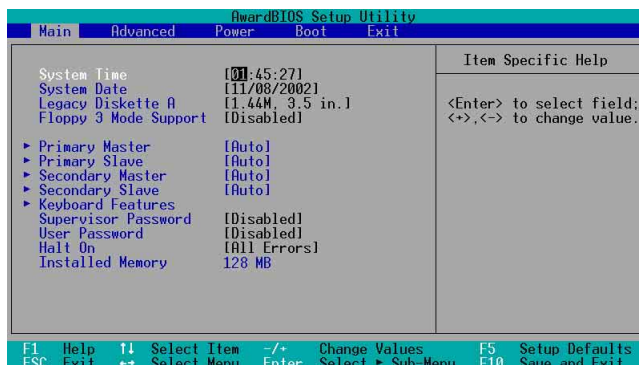 AwardBIOS Setup Utility
Main Advanced Power Boot Exit
Item Specific Help
System Time [01:45:27]
System Date [11/08/2002]
Legacy Diskette A [1.44M, 3.5 in.]
Floppy 3 Mode Support [Disabled]
<Enter> to select field;
<+>,<-> to change value.
▶ Primary Master [Auto]
▶ Primary Slave [Auto]
▶ Secondary Master [Auto]
▶ Secondary Slave [Auto]
▶ Keyboard Features
Supervisor Password [Disabled]
User Password [Disabled]
Halt On [All Errors]
Installed Memory 128 MB
F1 Help ↑↓ Select Item -/+ Change Values F5 Setup Defaults
ESC Exit ←→ Select Menu Enter Select ▶ Sub-Menu F10 Save and Exit